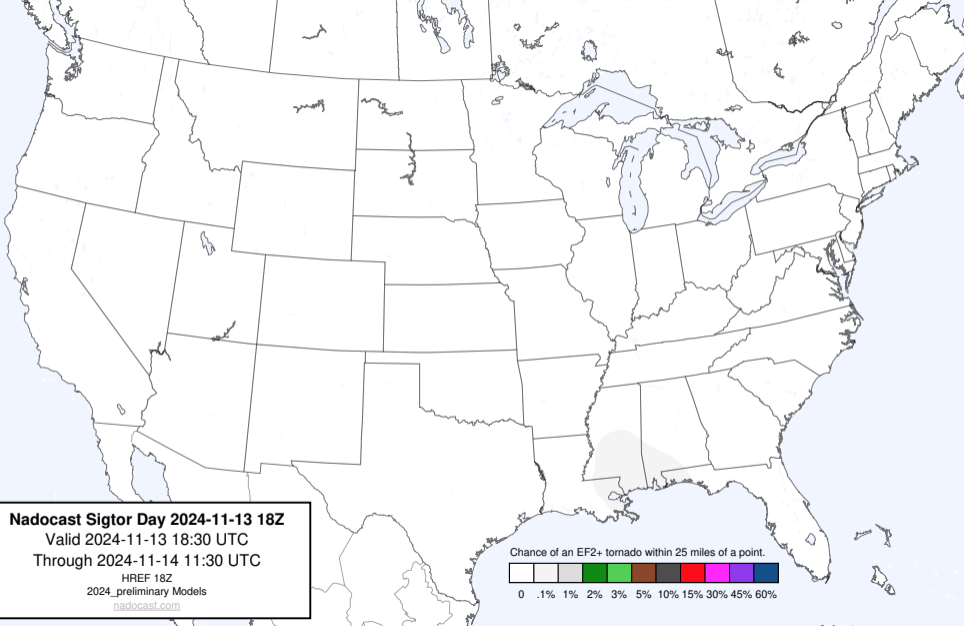 Nadocast Sigtor Day 2024-11-13 18Z
Valid 2024-11-13 18:30 UTC
Through 2024-11-14 11:30 UTC
HREF 18Z
2024_preliminary Models
nadocast.com
Chance of an EF2+ tornado within 25 miles of a point.
0 .1% 1% 2% 3% 5% 10% 15% 30% 45% 60%